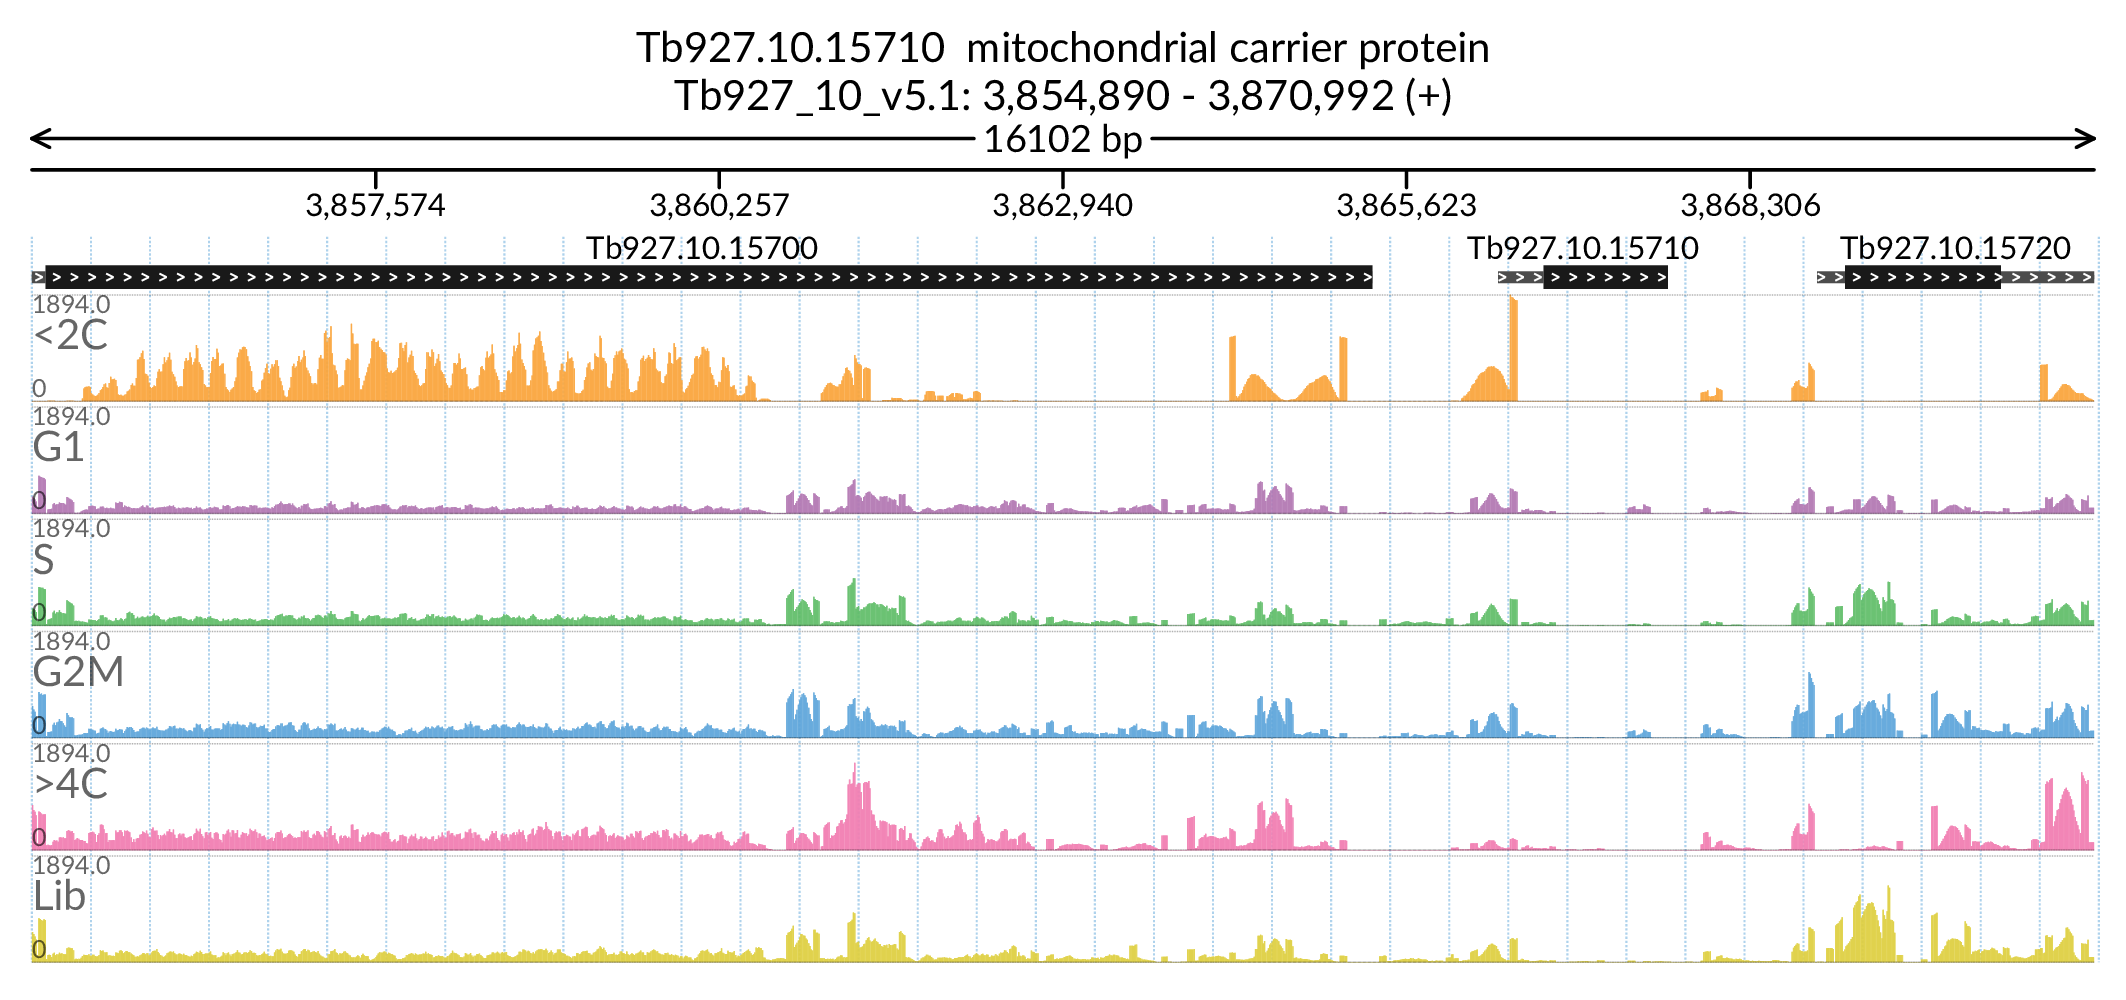 Tb927.10.15710 mitochondrial carrier protein
Tb927_10_v5.1: 3,854,890 - 3,870,992 (+)
16102 bp
3,857,574 3,860,257 3,862,940 3,865,623 3,868,306
Tb927.10.15700 Tb927.10.15710 Tb927.10.15720
1894.0
<2C
0
1894.0
G1
0
1894.0
S
0
1894.0
G2M
0
1894.0
>4C
0
1894.0
Lib
0